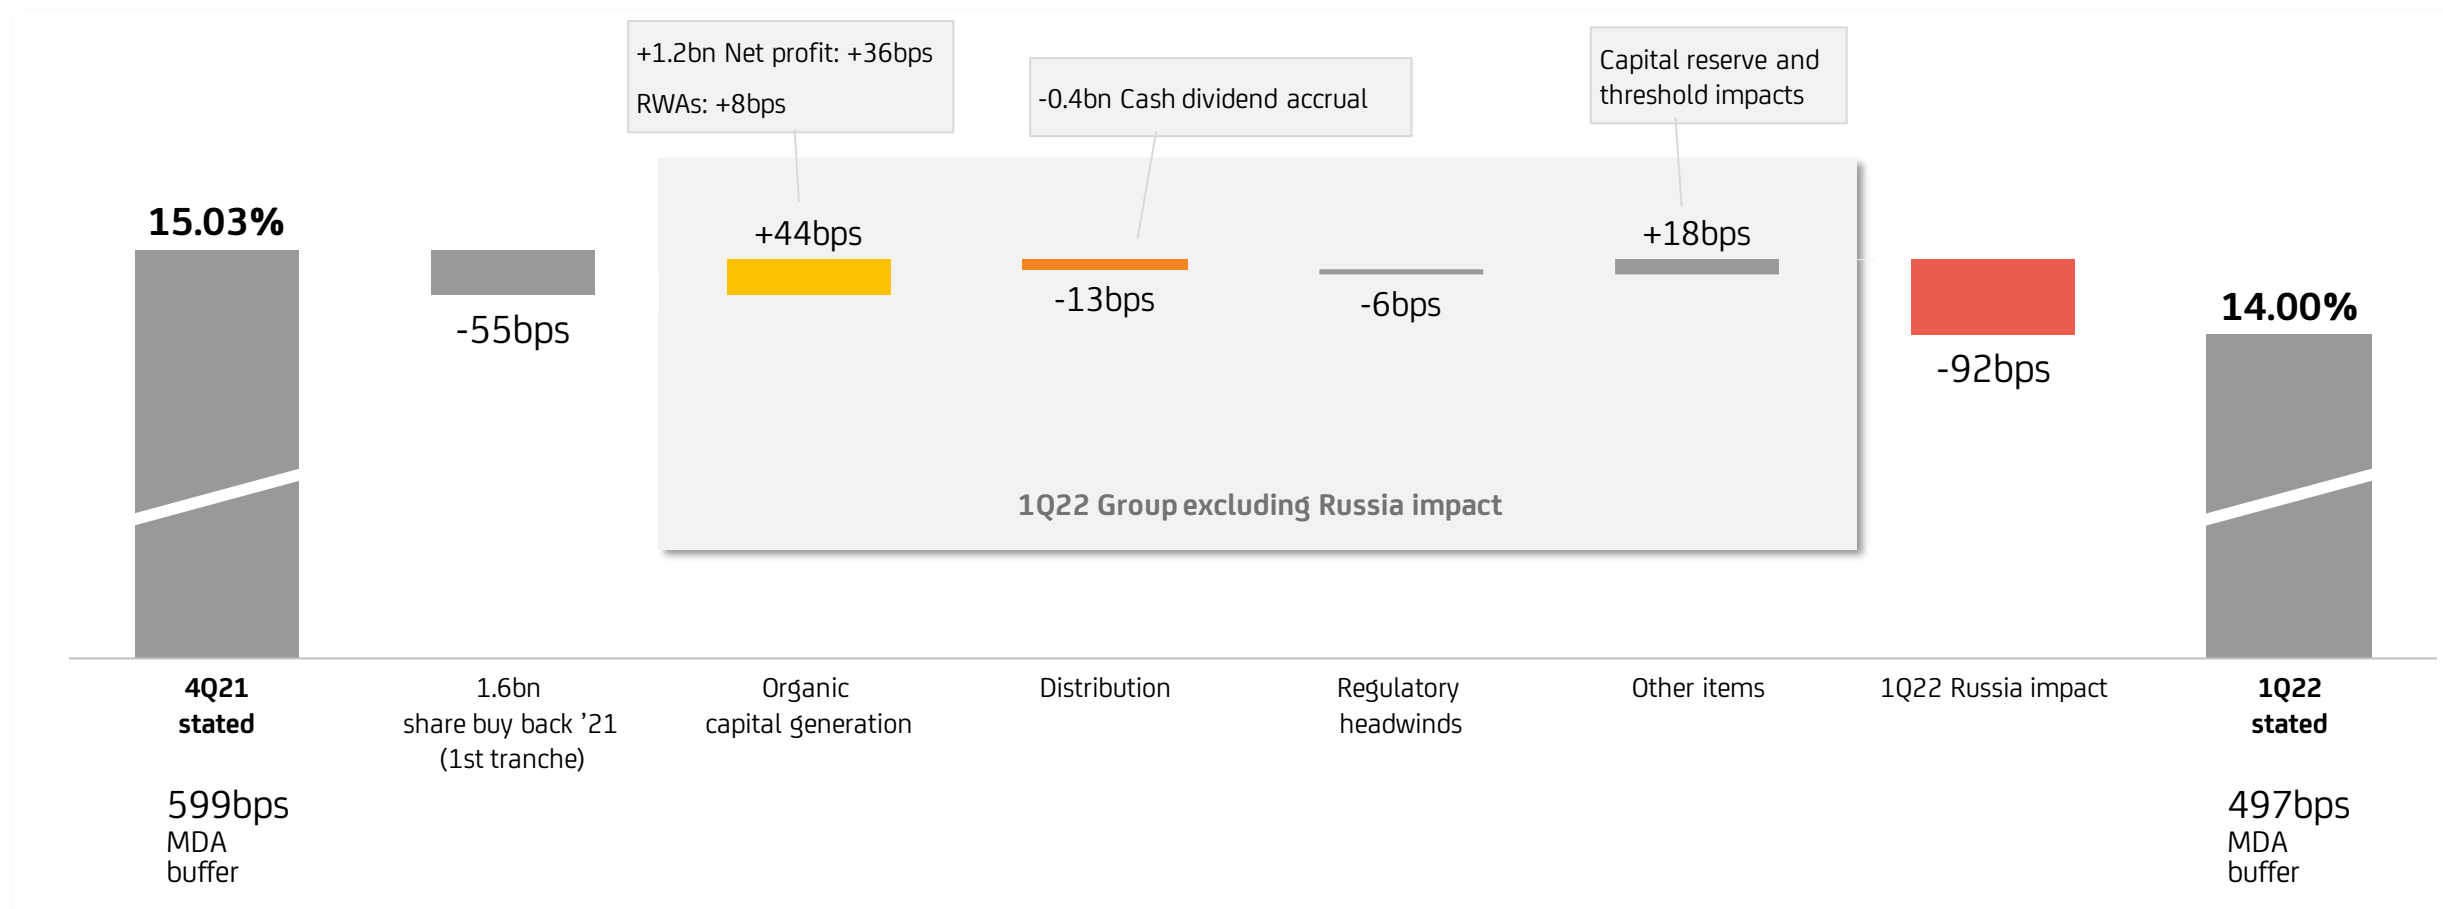 +1.2bn Net profit: +36bps
RWAs: +8bps
-0.4bn Cash dividend accrual
Capital reserve and
threshold impacts
15.03%
-55bps
+44bps
-13bps
-6bps
+18bps
-92bps
14.00%
1Q22 Group excluding Russia impact
4Q21
stated
1.6bn
share buy back ’21
(1st tranche)
Organic
capital generation
Distribution
Regulatory
headwinds
Other items
1Q22 Russia impact
1Q22
stated
599bps
MDA
buffer
497bps
MDA
buffer